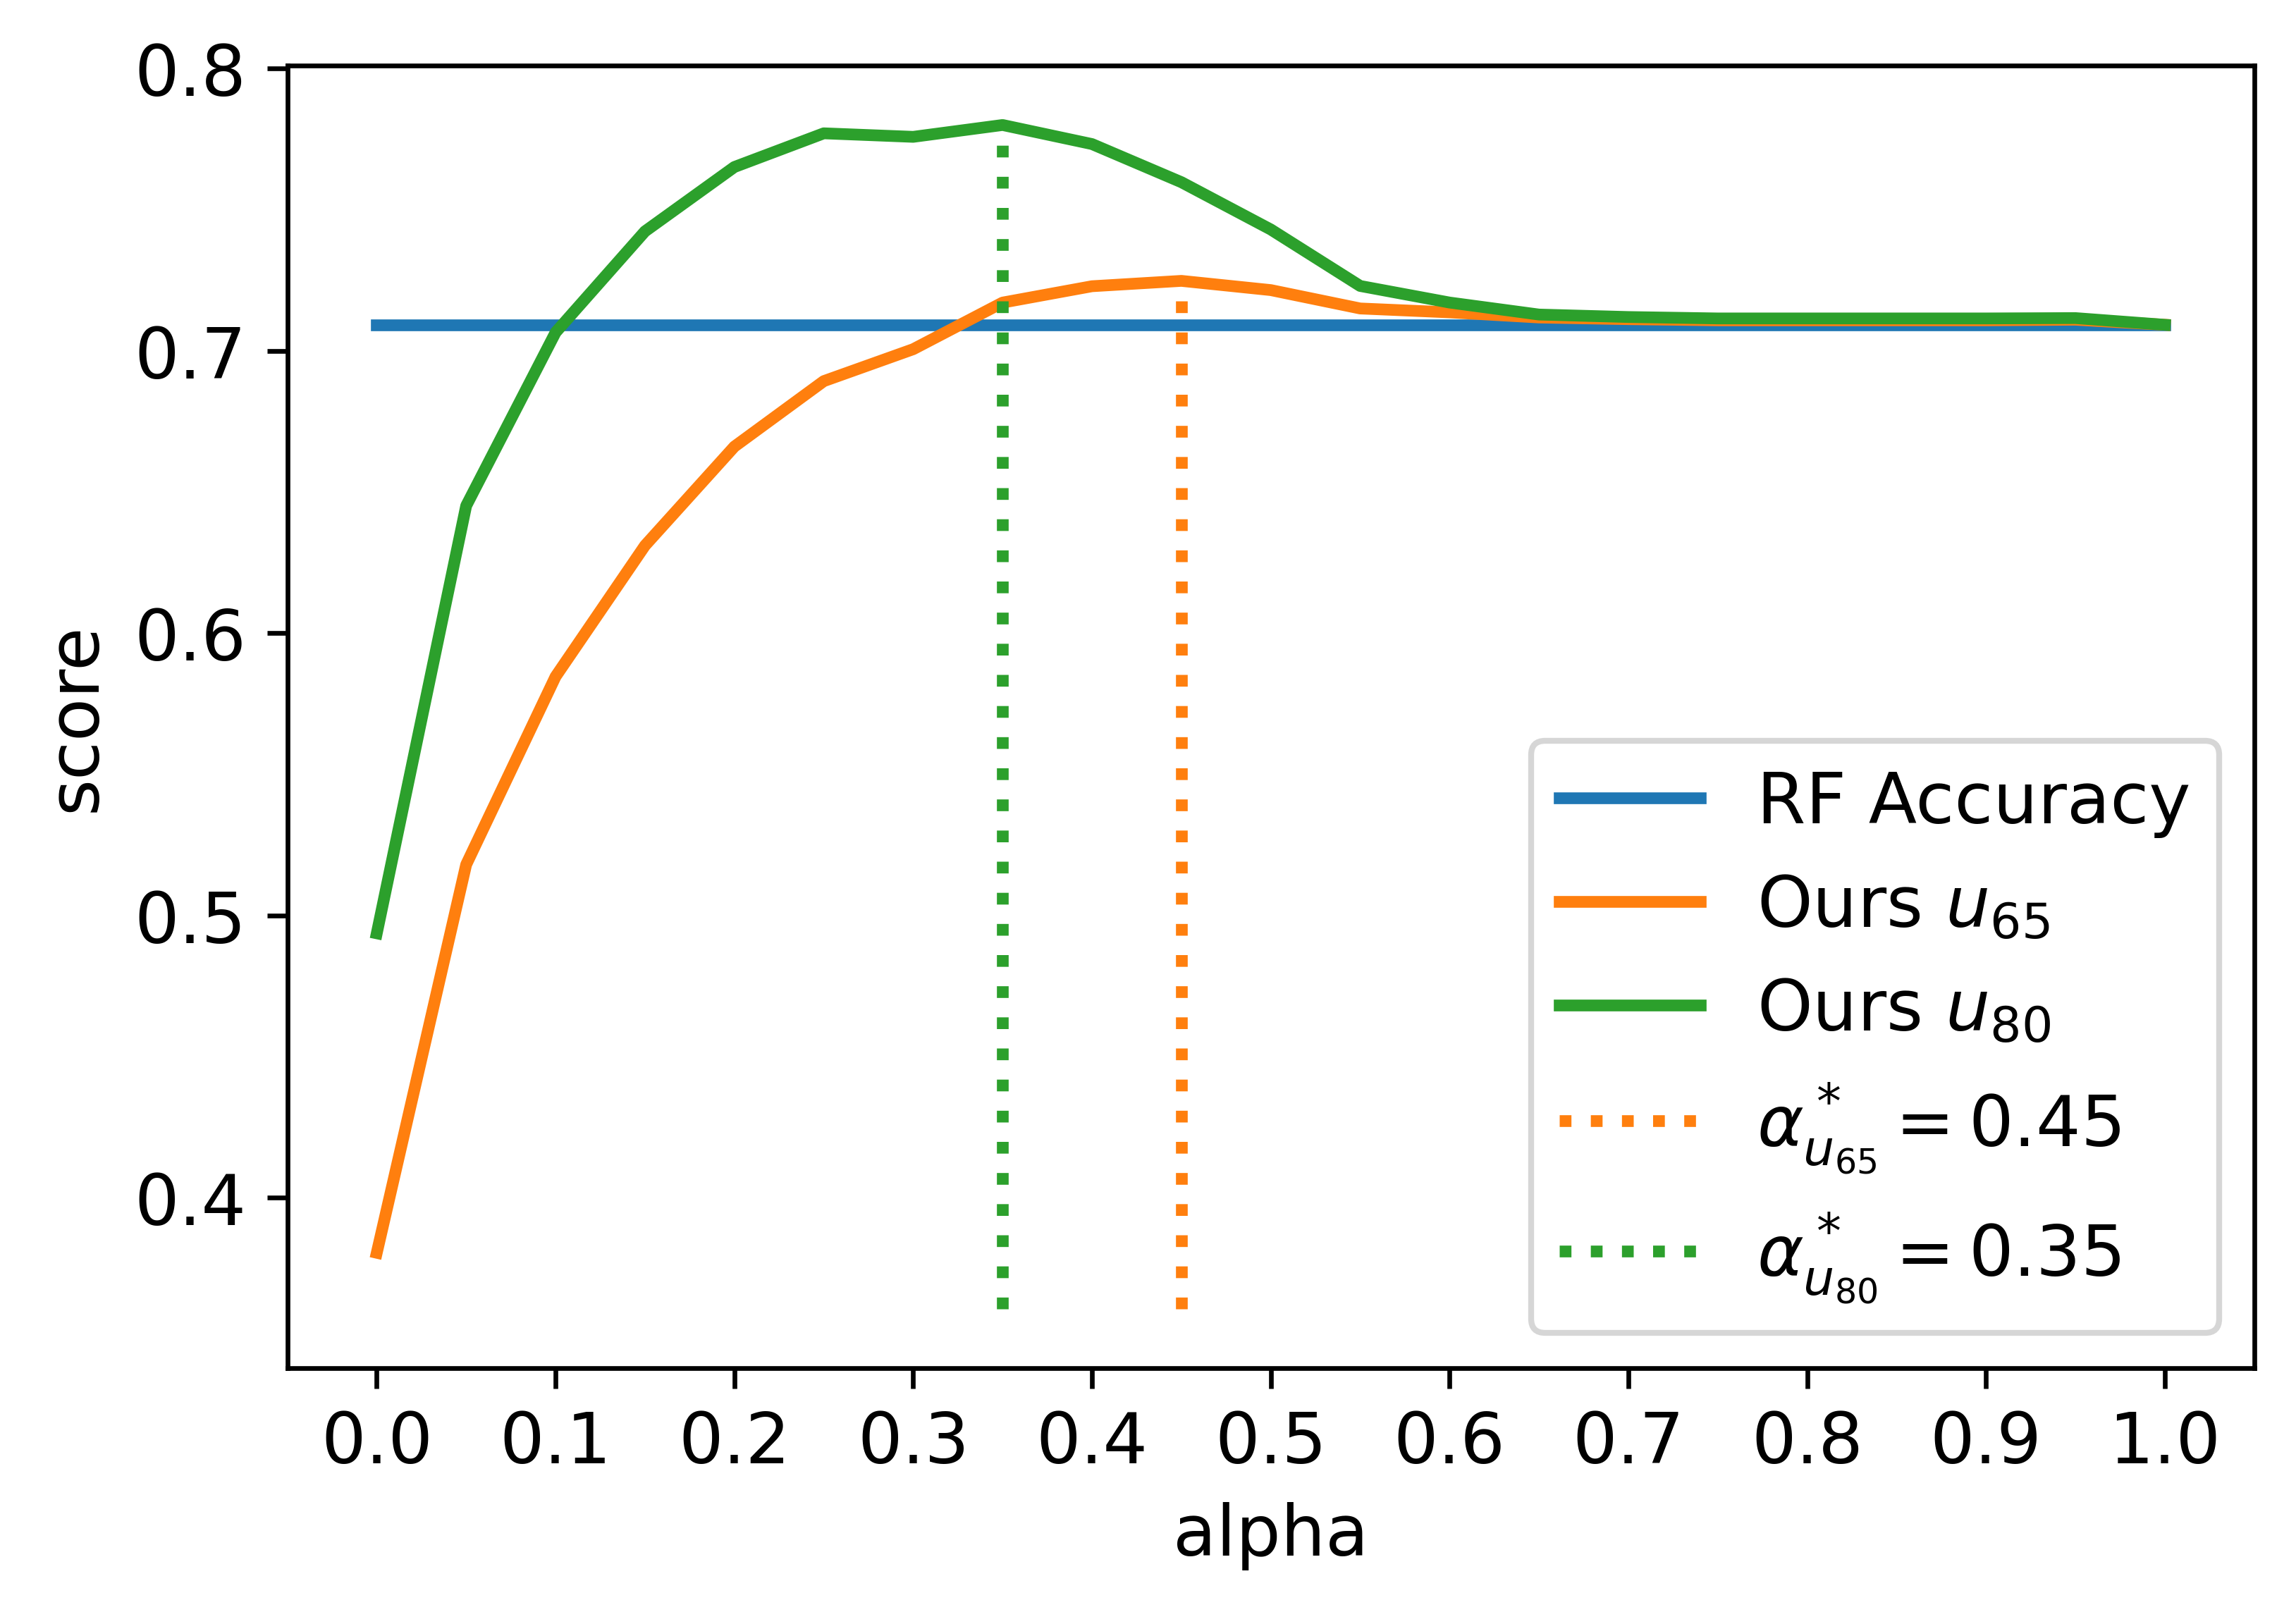 0.8
0.7
0.6
0.5
0.4
score
0.0 0.1 0.2 0.3 0.4 0.5 0.6 0.7 0.8 0.9 1.0
alpha
RF Accuracy
Ours u₆₅
Ours u₈₀
α*ᵤ₆₅ = 0.45
α*ᵤ₈₀ = 0.35